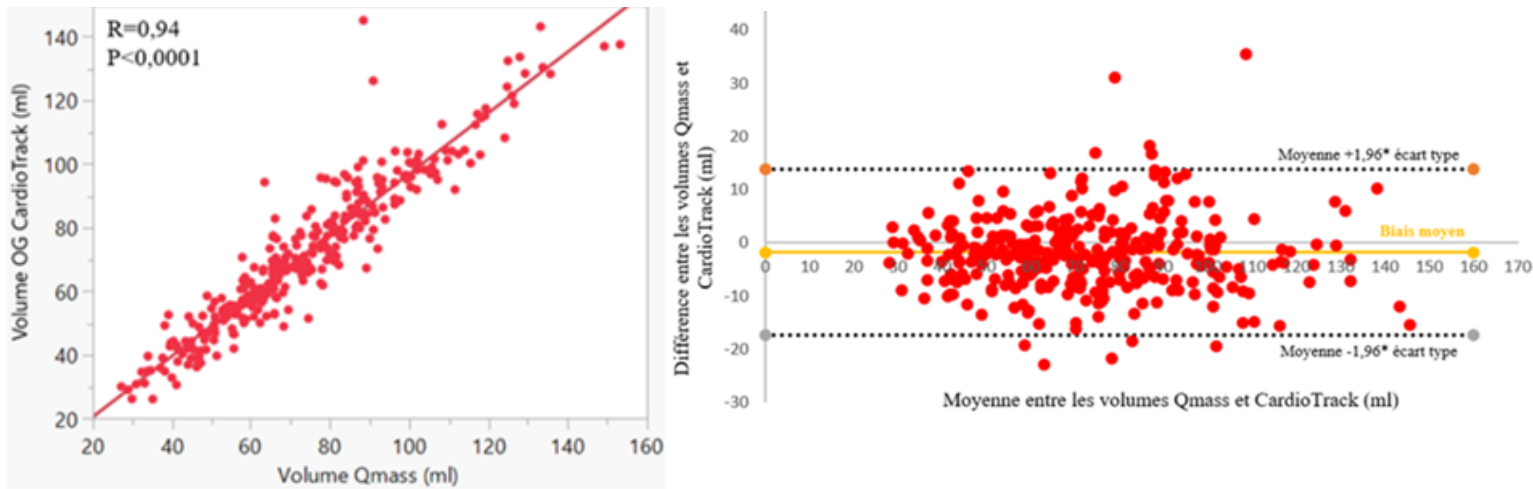 R=0,94
P<0,0001
Volume OG CardioTrack (ml)
140
120
100
80
60
40
20
20 40 60 80 100 120 140 160
Volume Qmass (ml)
Différence entre les volumes Qmass et
CardioTrack (ml)
40
30
20
10
0
-10
-20
-30
Moyenne +1,96* écart type
Biais moyen
0 10 20 30 40 50 60 70 80 90 100 110 120 130 140 150 160 170
Moyenne -1,96* écart type
Moyenne entre les volumes Qmass et CardioTrack (ml)